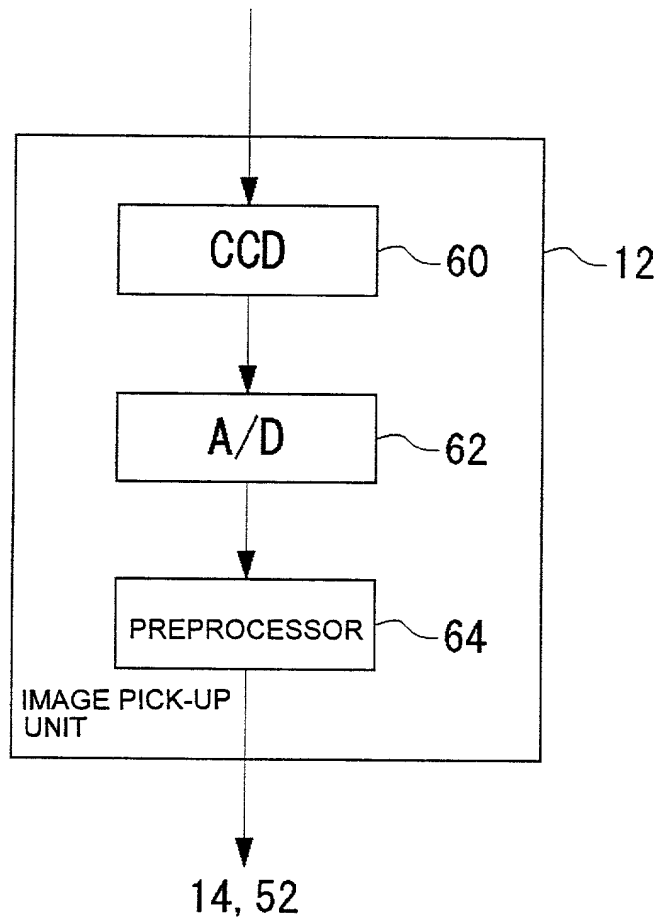 CCD
60
12
A/D
62
PREPROCESSOR
64
IMAGE PICK-UP
UNIT
14, 52